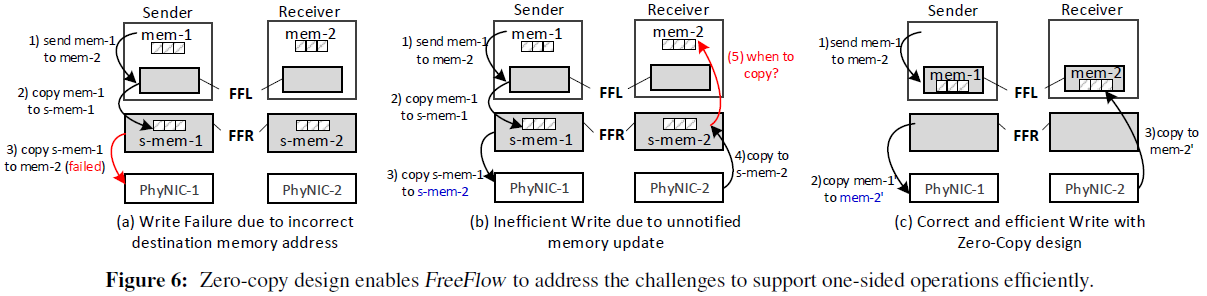 Sender
Receiver
mem-1
mem-2
1) send mem-1
to mem-2
FFL
2) copy mem-1
to s-mem-1
s-mem-1
FFR
s-mem-2
3) copy s-mem-1
to mem-2 (failed)
PhyNIC-1
PhyNIC-2
(a) Write Failure due to incorrect
destination memory address
Sender
Receiver
mem-1
mem-2
1) send mem-1
to mem-2
(5) when to
copy?
FFL
2) copy mem-1
to s-mem-1
s-mem-1
FFR
s-mem-2
3) copy s-mem-1
to s-mem-2
4)copy to
s-mem-2
PhyNIC-1
PhyNIC-2
(b) Inefficient Write due to unnotified
memory update
Sender
Receiver
1)send mem-1
to mem-2
mem-1
mem-2
FFL
FFR
3)copy to
mem-2'
2)copy mem-1'
to mem-2'
PhyNIC-1
PhyNIC-2
(c) Correct and efficient Write with
Zero-Copy design
Figure 6: Zero-copy design enables FreeFlow to address the challenges to support one-sided operations efficiently.